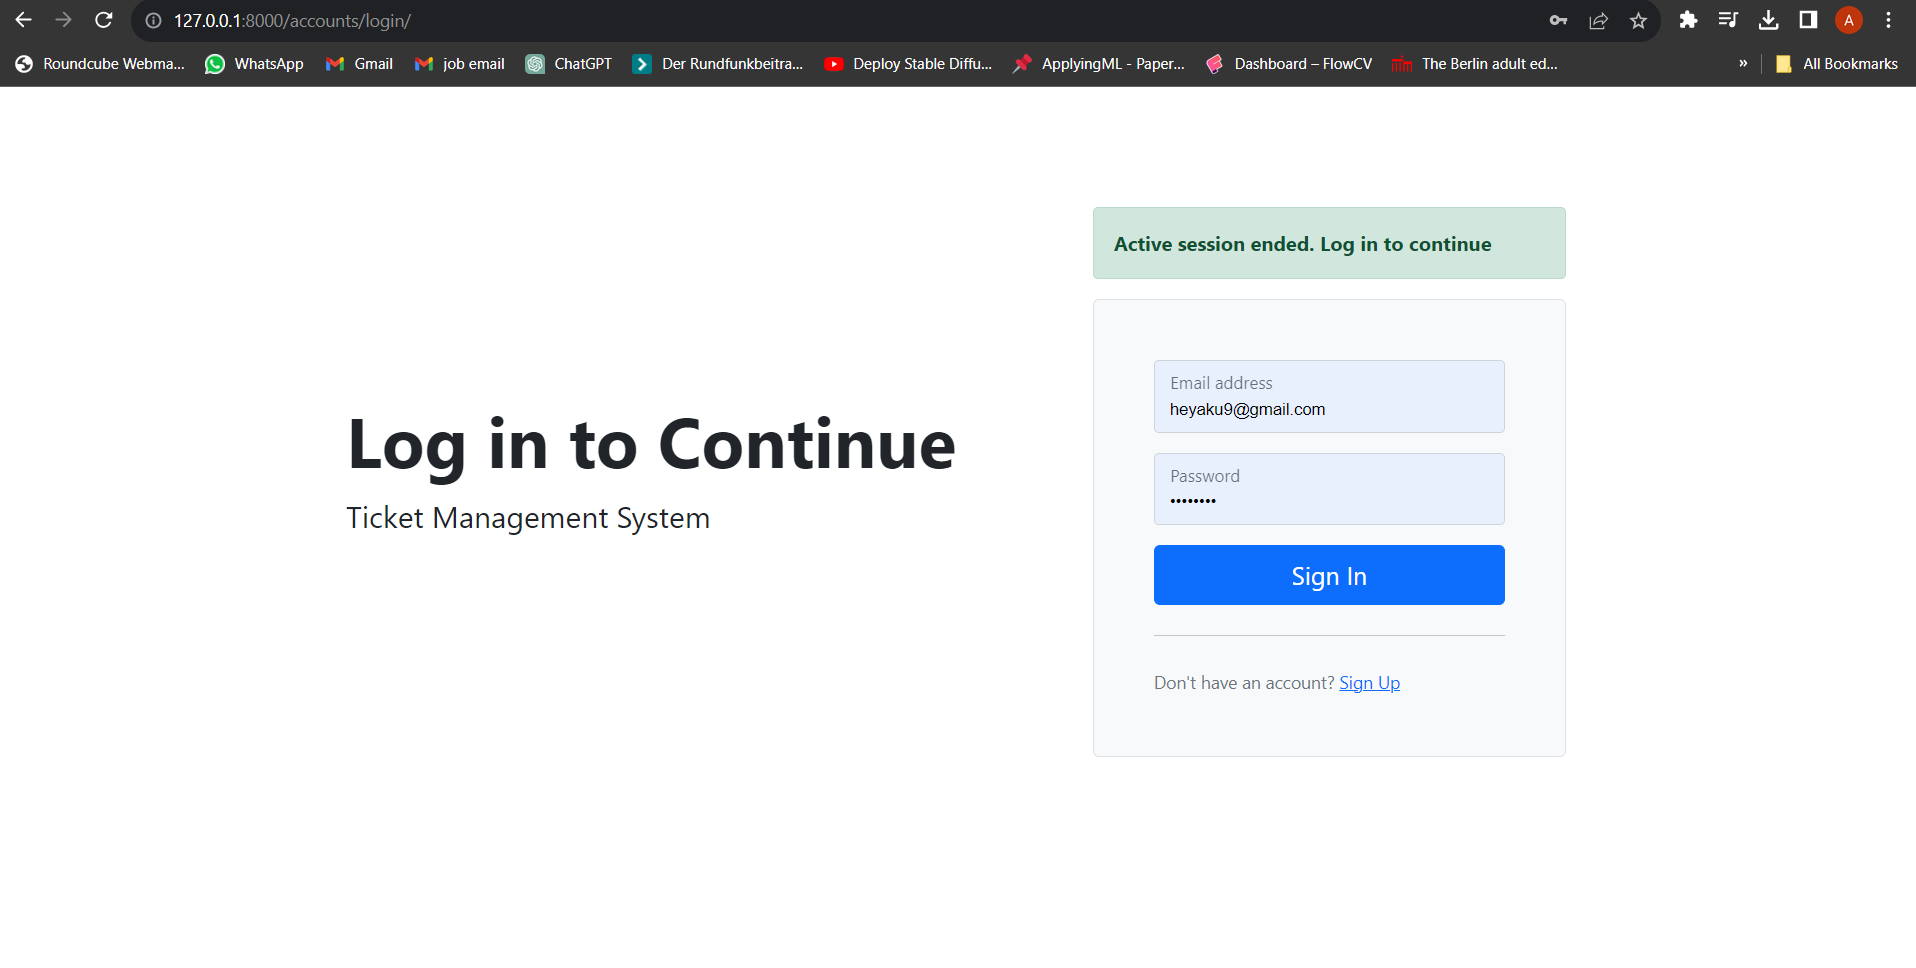 127.0.0.1:8000/accounts/login/
A
Roundcube Webma...
WhatsApp
Gmail
job email
ChatGPT
Der Rundfunkbeitra...
Deploy Stable Diffu...
ApplyingML - Paper...
Dashboard – FlowCV
The Berlin adult ed...
»
All Bookmarks
Active session ended. Log in to continue
Log in to Continue
Ticket Management System
Email address
heyaku9@gmail.com
Password
••••••••
Sign In
Don't have an account? Sign Up